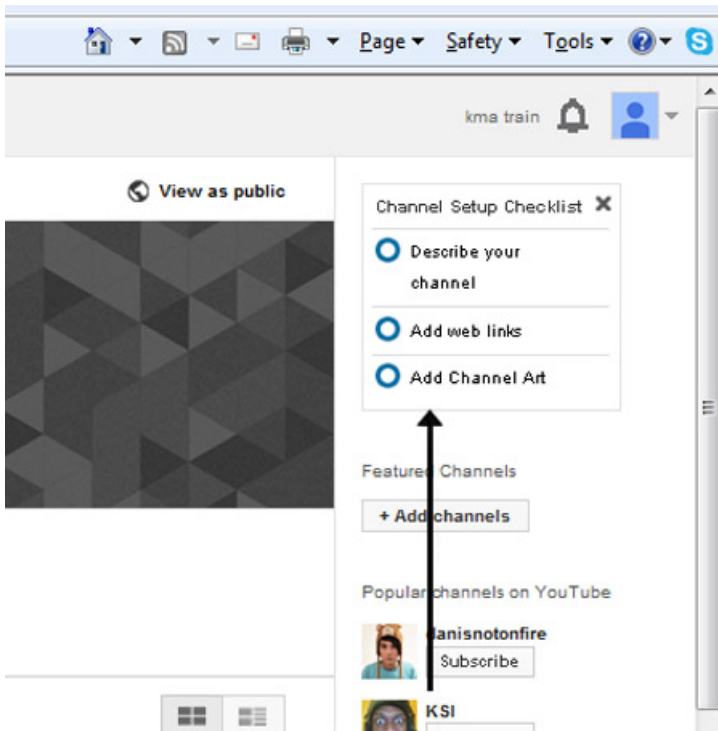 Page Safety Tools
kma train
View as public
Channel Setup Checklist
Describe your
channel
Add web links
Add Channel Art
Featured Channels
+ Add channels
Popular channels on YouTube
danisnotonfire
Subscribe
KSI